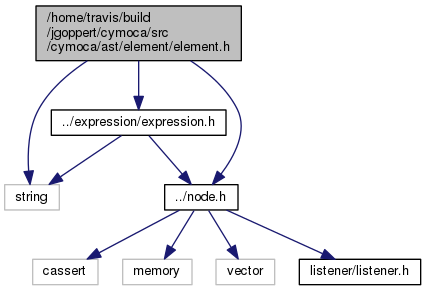 /home/travis/build
/jgoppert/cymoca/src
/cymoca/ast/element/element.h
../expression/expression.h
string
../node.h
cassert
memory
vector
listener/listener.h